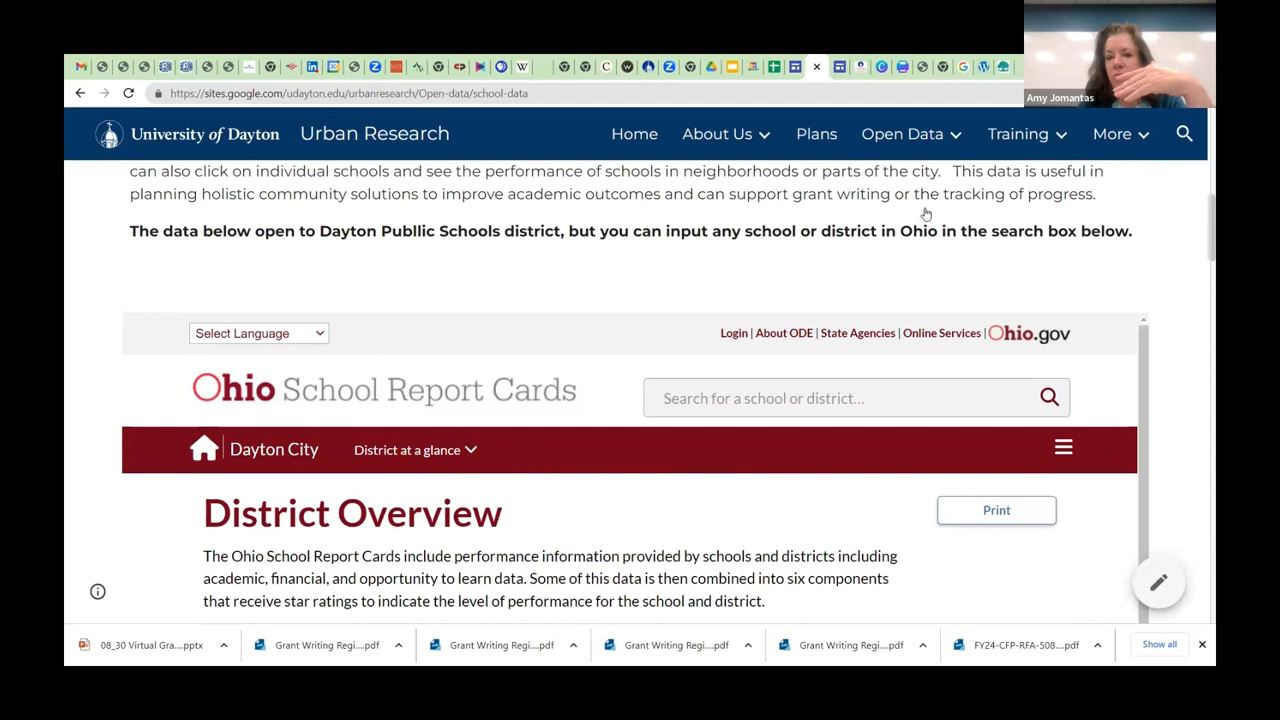 Amy Jomantas
https://sites.google.com/udayton.edu/urbanresearch/Open-data/school-data
University of Dayton Urban Research Home About Us Plans Open Data Training More
can also click on individual schools and see the performance of schools in neighborhoods or parts of the city. This data is useful in
planning holistic community solutions to improve academic outcomes and can support grant writing or the tracking of progress.
The data below open to Dayton Publlic Schools district, but you can input any school or district in Ohio in the search box below.
Select Language Login | About ODE | State Agencies | Online Services | Ohio.gov
Ohio School Report Cards Search for a school or district...
Dayton City District at a glance
District Overview Print
The Ohio School Report Cards include performance information provided by schools and districts including
academic, financial, and opportunity to learn data. Some of this data is then combined into six components
that receive star ratings to indicate the level of performance for the school and district.
08_30 Virtual Gra....pptx Grant Writing Regi....pdf Grant Writing Regi....pdf Grant Writing Regi....pdf Grant Writing Regi....pdf FY24-CFP-RFA-508....pdf Show all